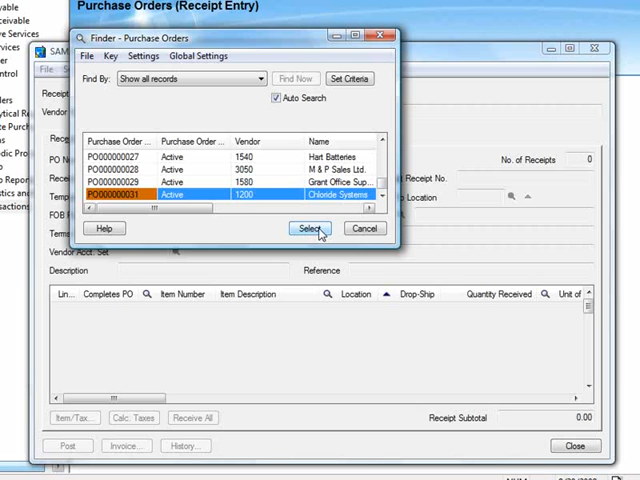 Purchase Orders (Receipt Entry)
Finder - Purchase Orders
File Key Settings Global Settings
Find By: Show all records Find Now Set Criteria
Auto Search
Purchase Order ... Purchase Order ... Vendor Name
PO000000027 Active 1540 Hart Batteries
PO000000028 Active 3050 M & P Sales Ltd.
PO000000029 Active 1580 Grant Office Sup...
PO000000031 Active 1200 Chloride Systems
Help Select Cancel
SAM
File
Receipt
Vendor
PO N
No. of Receipts 0
Receipt No.
o Location
FOB
Terms
Vendor Acct. Set
Description Reference
Lin... Completes PO Item Number Item Description Location Drop-Ship Quantity Received Unit of
Item/Tax... Calc. Taxes Receive All Receipt Subtotal 0.00
Post Invoice... History... Close